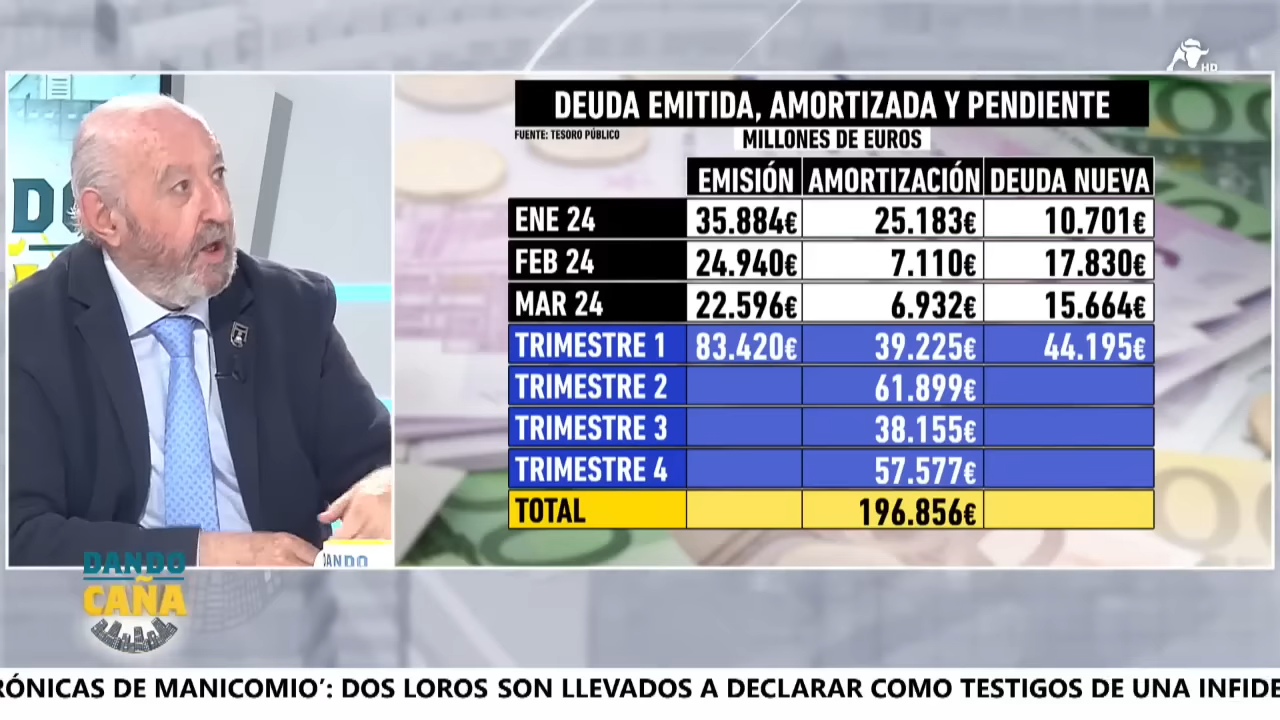 HD
DEUDA EMITIDA, AMORTIZADA Y PENDIENTE
FUENTE: TESORO PÚBLICO
MILLONES DE EUROS
EMISIÓN AMORTIZACIÓN DEUDA NUEVA
ENE 24 35.884€ 25.183€ 10.701€
FEB 24 24.940€ 7.110€ 17.830€
MAR 24 22.596€ 6.932€ 15.664€
TRIMESTRE 1 83.420€ 39.225€ 44.195€
TRIMESTRE 2 61.899€
TRIMESTRE 3 38.155€
TRIMESTRE 4 57.577€
TOTAL 196.856€
DANDO
DANDO
CAÑA
RÓNICAS DE MANICOMIO’: DOS LOROS SON LLEVADOS A DECLARAR COMO TESTIGOS DE UNA INFIDE